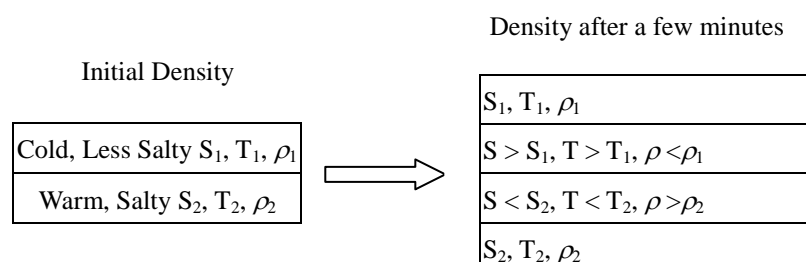 Density after a few minutes
Initial Density
S₁, T₁, ρ₁
Cold, Less Salty S₁, T₁, ρ₁
S > S₁, T > T₁, ρ <ρ₁
Warm, Salty S₂, T₂, ρ₂
S < S₂, T < T₂, ρ >ρ₂
S₂, T₂, ρ₂